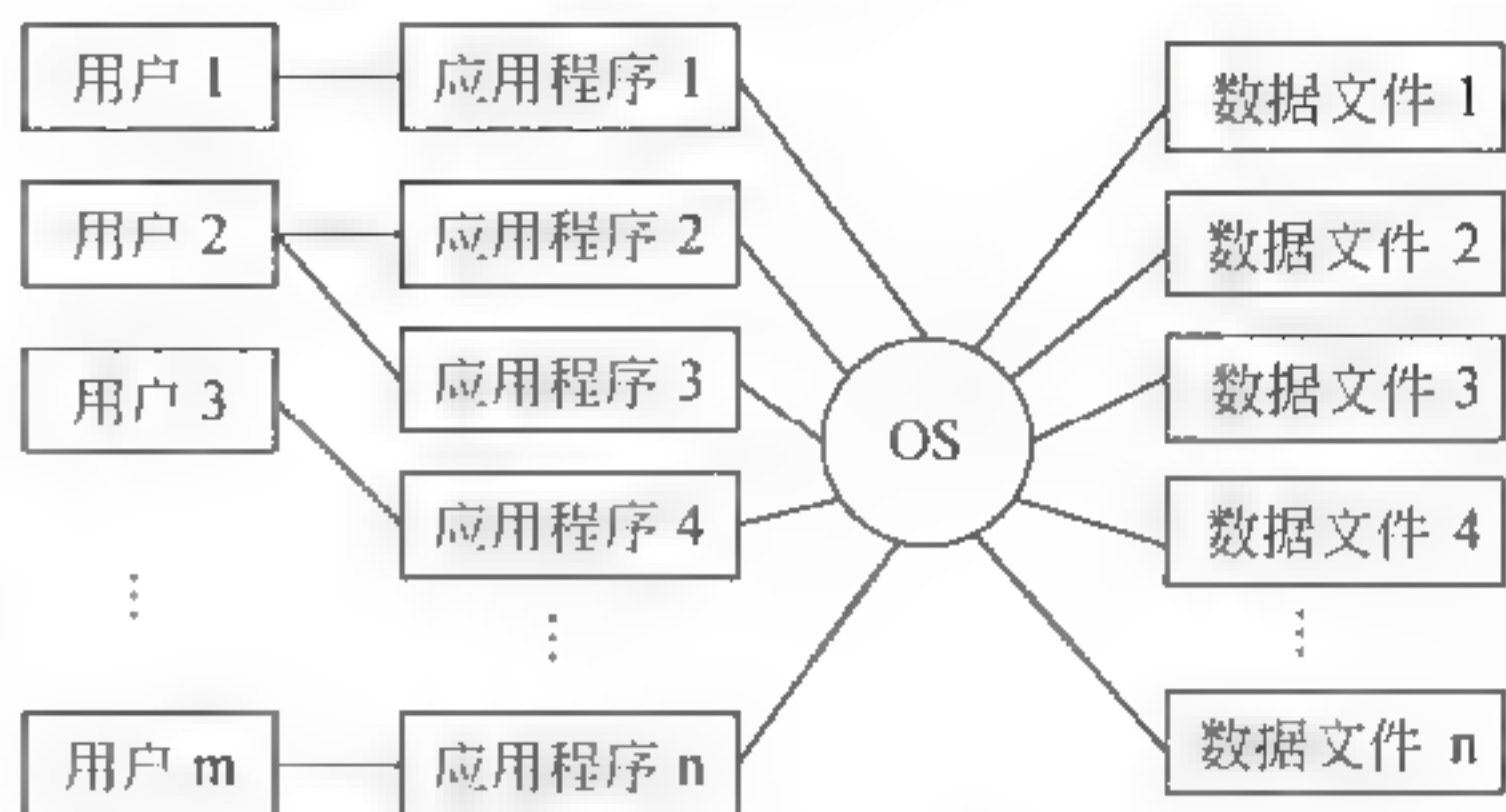 用户 1
应用程序 1
数据文件 1
用户 2
应用程序 2
数据文件 2
用户 3
应用程序 3
数据文件 3
OS
应用程序 4
数据文件 4
⋮
⋮
⋮
用户 m
应用程序 n
数据文件 n